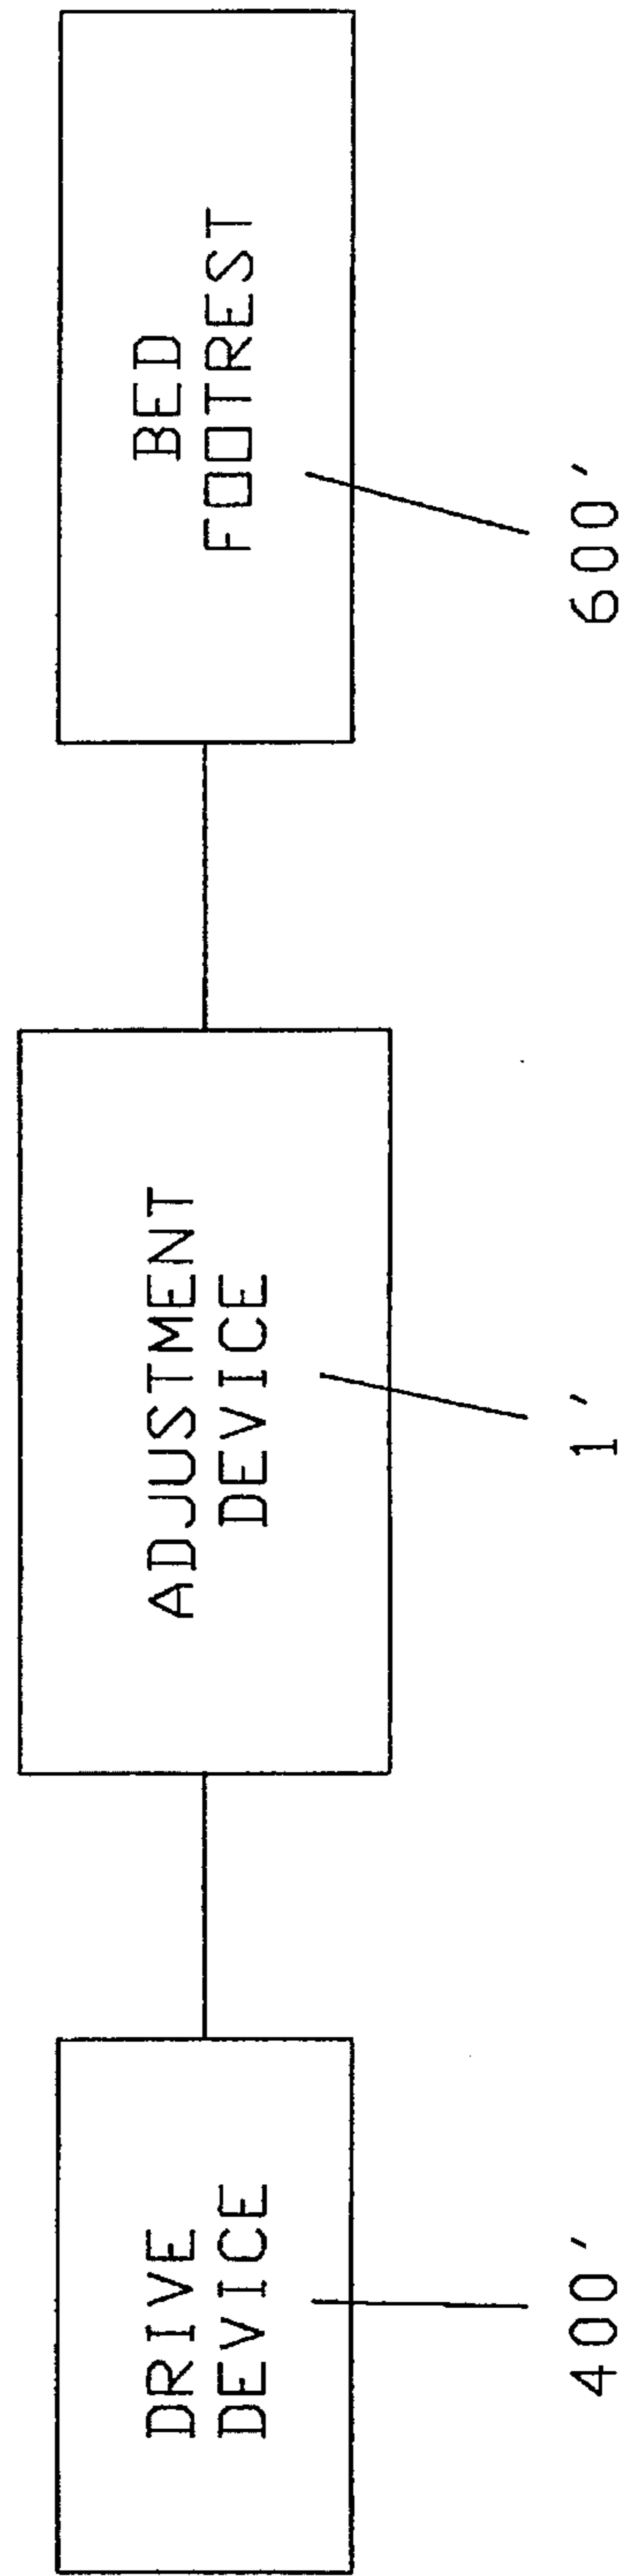 DRIVE
DEVICE
400′
ADJUSTMENT
DEVICE
1′
BED
FOOTREST
600′